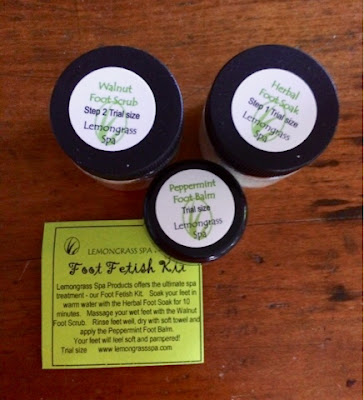 Walnut
Foot Scrub
Step 2 Trial size
Lemongrass
Spa
Herbal
Foot Soak
Step 1/Trial size
Lemongrass
Spa
Peppermint
Foot Balm
Trial size
Lemongrass
Spa
LEMONGRASS SPA
Foot Fetish Kit
Lemongrass Spa Products offers the ultimate spa
treatment - our Foot Fetish Kit. Soak your feet in
warm water with the Herbal Foot Soak for 10
minutes. Massage your wet feet with the Walnut
Foot Scrub. Rinse feet well, dry with soft towel and
apply the Peppermint Foot Balm.
Your feet will feel soft and pampered!
Trial size www.lemongrassspa.com